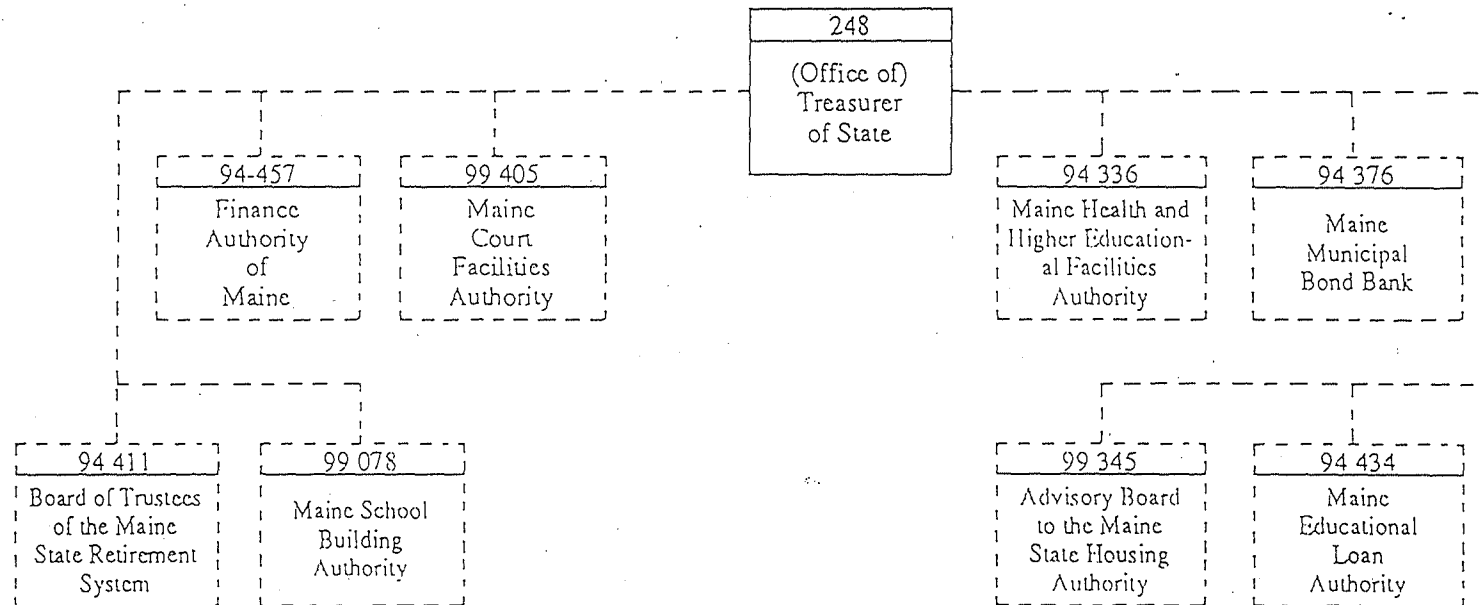 248
(Office of)
Treasurer
of State
94-457
Finance
Authority
of
Maine
99 405
Maine
Court
Facilities
Authority
94 336
Maine Health and
Higher Education-
al Facilities
Authority
94 376
Maine
Municipal
Bond Bank
94 411
Board of Trustees
of the Maine
State Retirement
System
99 078
Maine School
Building
Authority
99 345
Advisory Board
to the Maine
State Housing
Authority
94 434
Maine
Educational
Loan
Authority